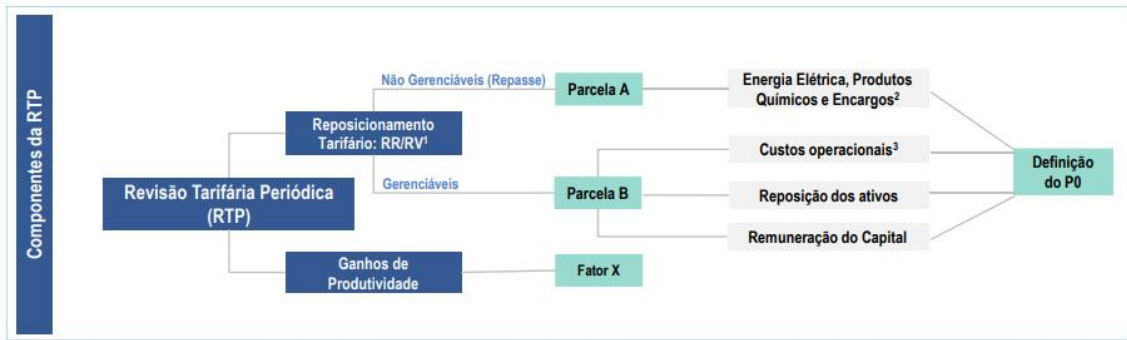 Componentes da RTP
Revisão Tarifária Periódica
(RTP)
Reposicionamento
Tarifário: RR/RV¹
Não Gerenciáveis (Repasse)
Parcela A
Energia Elétrica, Produtos
Químicos e Encargos²
Gerenciáveis
Parcela B
Custos operacionais³
Reposição dos ativos
Remuneração do Capital
Definição
do P0
Ganhos de
Produtividade
Fator X